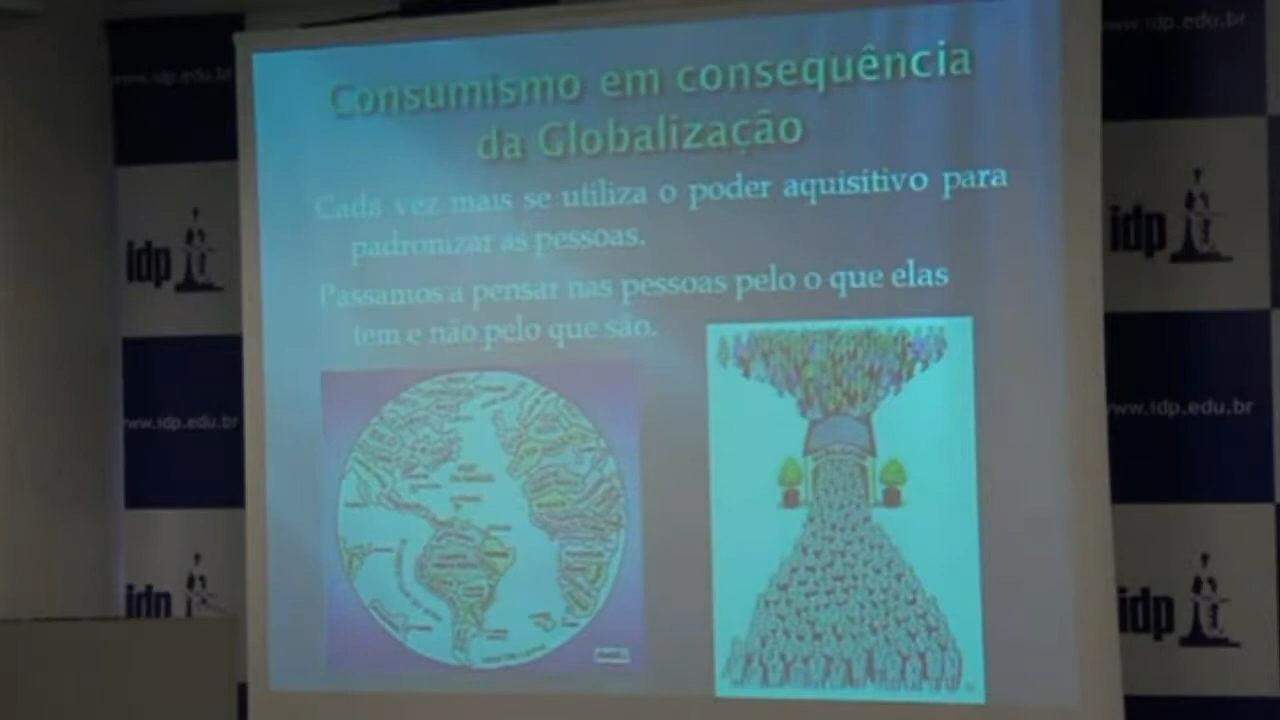 Consumismo em consequência
da Globalização
Cada vez mais se utiliza o poder aquisitivo para
padronizar as pessoas.
Passamos a pensar nas pessoas pelo o que elas
tem e não pelo que são.
www.idp.edu.br
www.idp.edu.br
idp
idp
www.idp.edu.br
www.idp.edu.br
idp
idp